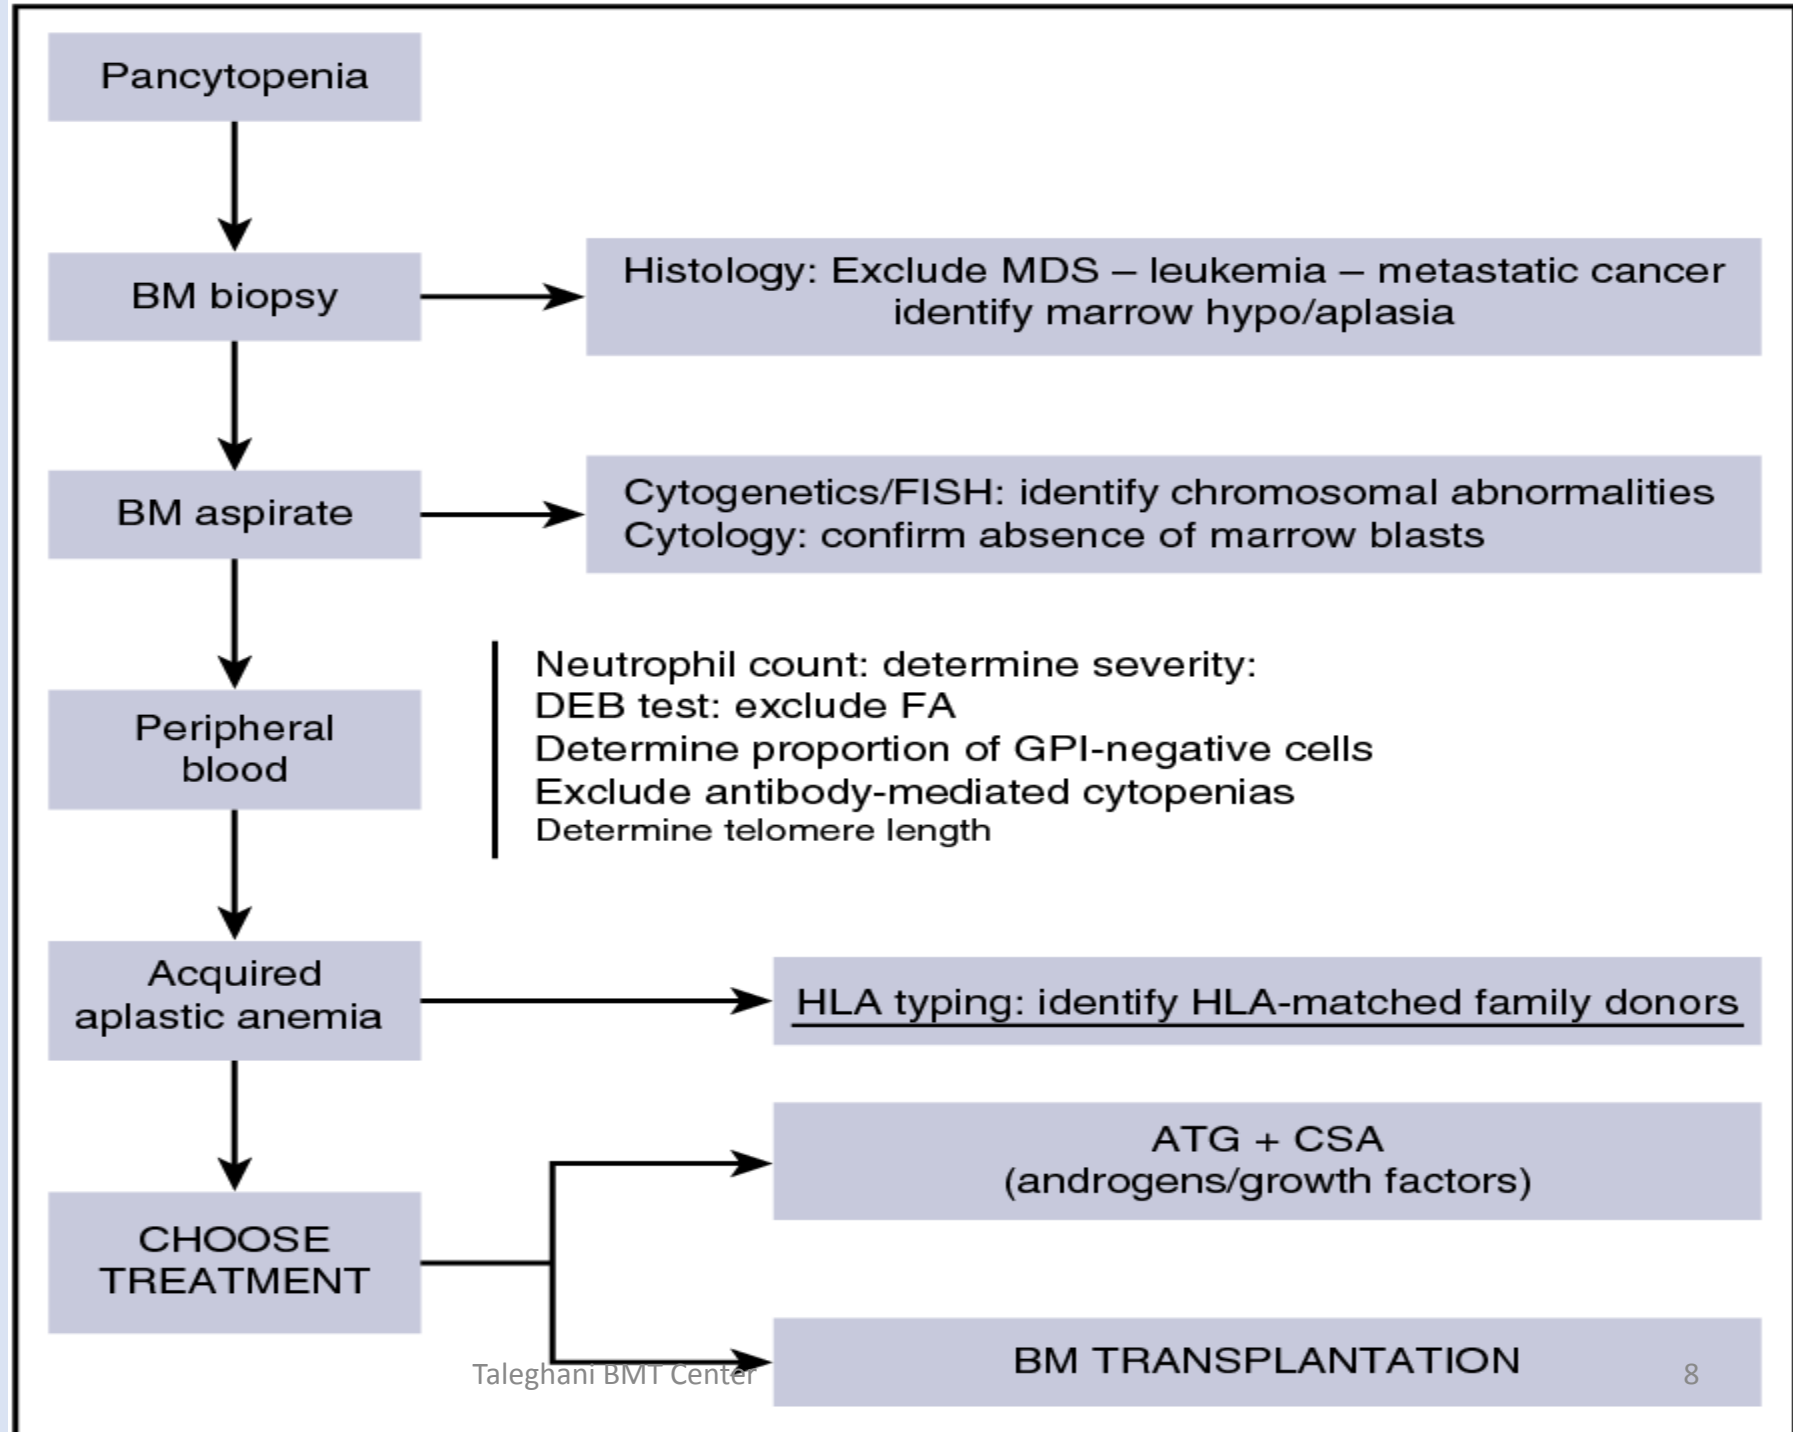 Pancytopenia
BM biopsy
Histology: Exclude MDS – leukemia – metastatic cancer
identify marrow hypo/aplasia
BM aspirate
Cytogenetics/FISH: identify chromosomal abnormalities
Cytology: confirm absence of marrow blasts
Peripheral
blood
Neutrophil count: determine severity:
DEB test: exclude FA
Determine proportion of GPI-negative cells
Exclude antibody-mediated cytopenias
Determine telomere length
Acquired
aplastic anemia
HLA typing: identify HLA-matched family donors
CHOOSE
TREATMENT
ATG + CSA
(androgens/growth factors)
BM TRANSPLANTATION
Taleghani BMT Center
8